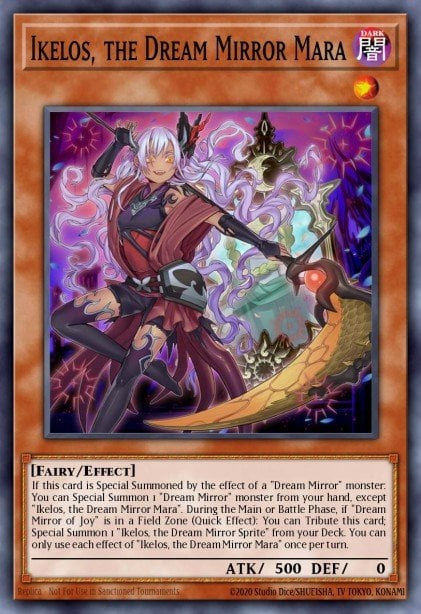 Ikelos, the Dream Mirror Mara
DARK
闇
[Fairy/Effect]
If this card is Special Summoned by the effect of a "Dream Mirror" monster:
You can Special Summon 1 "Dream Mirror" monster from your hand, except
"Ikelos, the Dream Mirror Mara". During the Main or Battle Phase, if "Dream
Mirror of Joy" is in a Field Zone (Quick Effect): You can Tribute this card;
Special Summon 1 "Ikelos, the Dream Mirror Sprite" from your Deck. You can
only use each effect of "Ikelos, the Dream Mirror Mara" once per turn.
ATK/ 500 DEF/ 0
Replica - Not For Use in Sanctioned Tournaments
©2020 Studio Dice/SHUEISHA, TV TOKYO, KONAMI